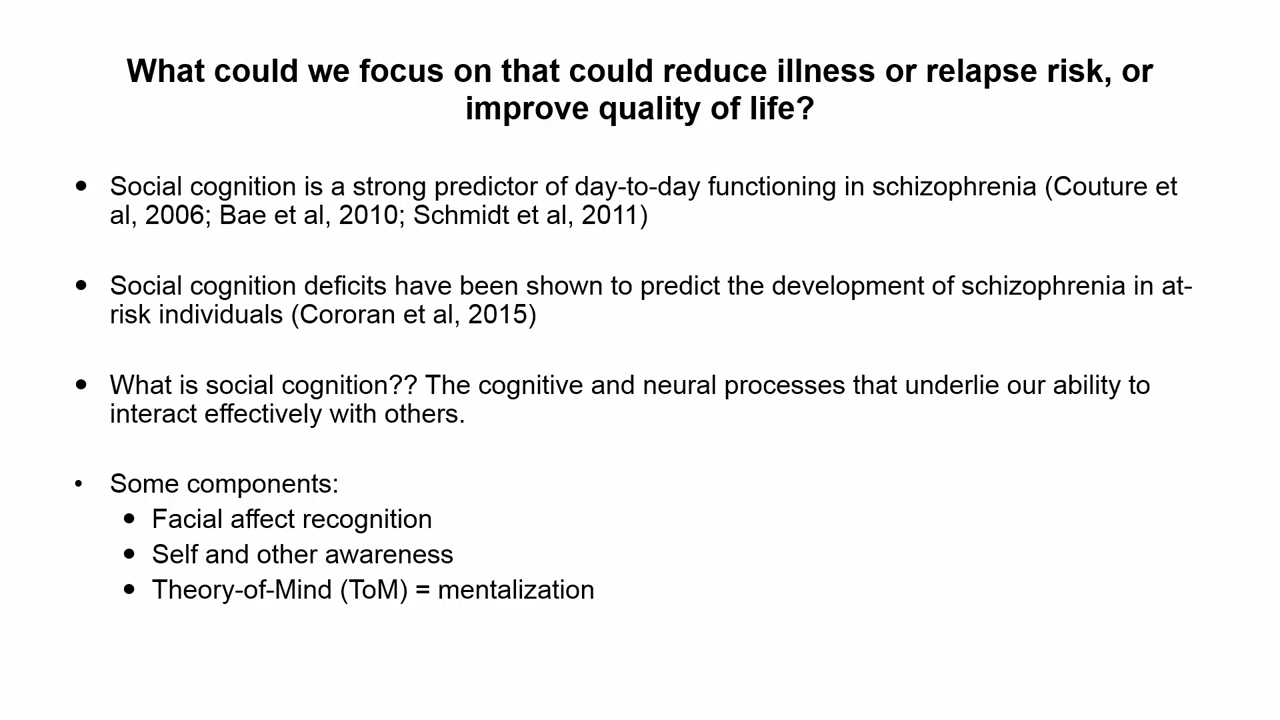 What could we focus on that could reduce illness or relapse risk, or
improve quality of life?
• Social cognition is a strong predictor of day-to-day functioning in schizophrenia (Couture et
al, 2006; Bae et al, 2010; Schmidt et al, 2011)
• Social cognition deficits have been shown to predict the development of schizophrenia in at-
risk individuals (Cororan et al, 2015)
• What is social cognition?? The cognitive and neural processes that underlie our ability to
interact effectively with others.
• Some components:
• Facial affect recognition
• Self and other awareness
• Theory-of-Mind (ToM) = mentalization